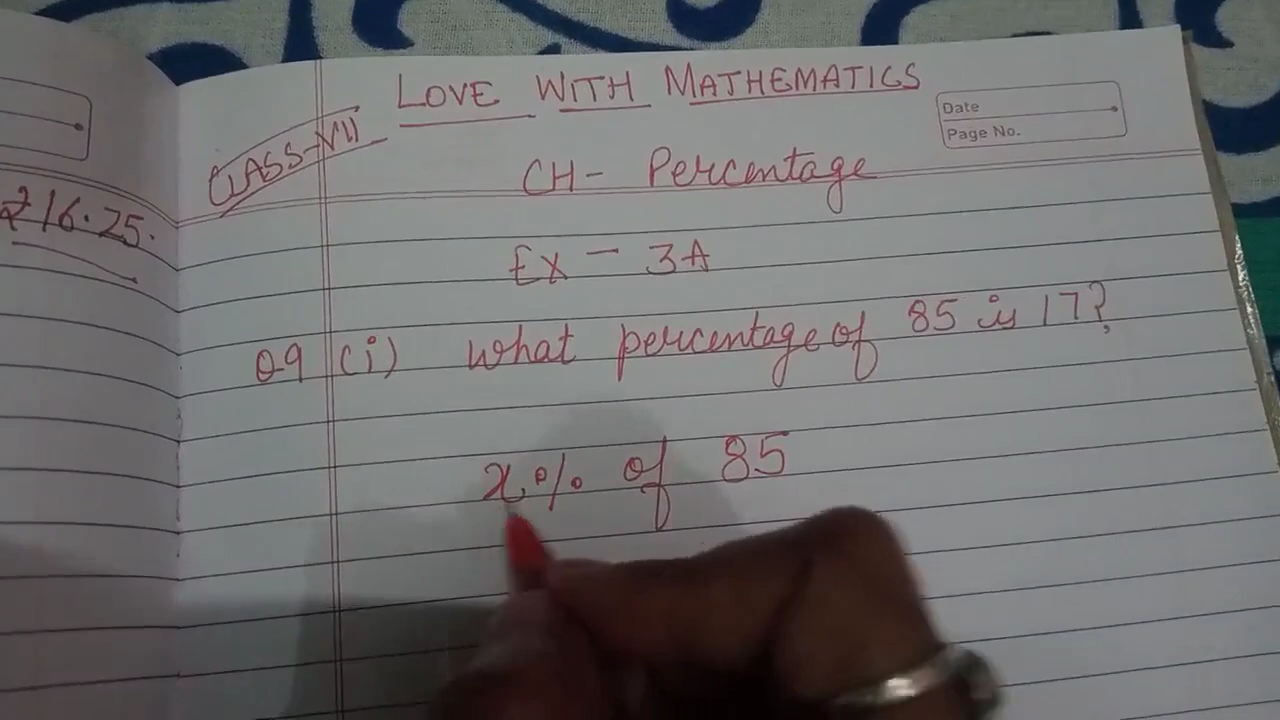 LOVE WITH MATHEMATICS
Date
Page No.
CLASS-VII
CH- Percentage
216.25.
Ex - 3A
Q9 (i) What percentage of 85 is 17?
x% of 85